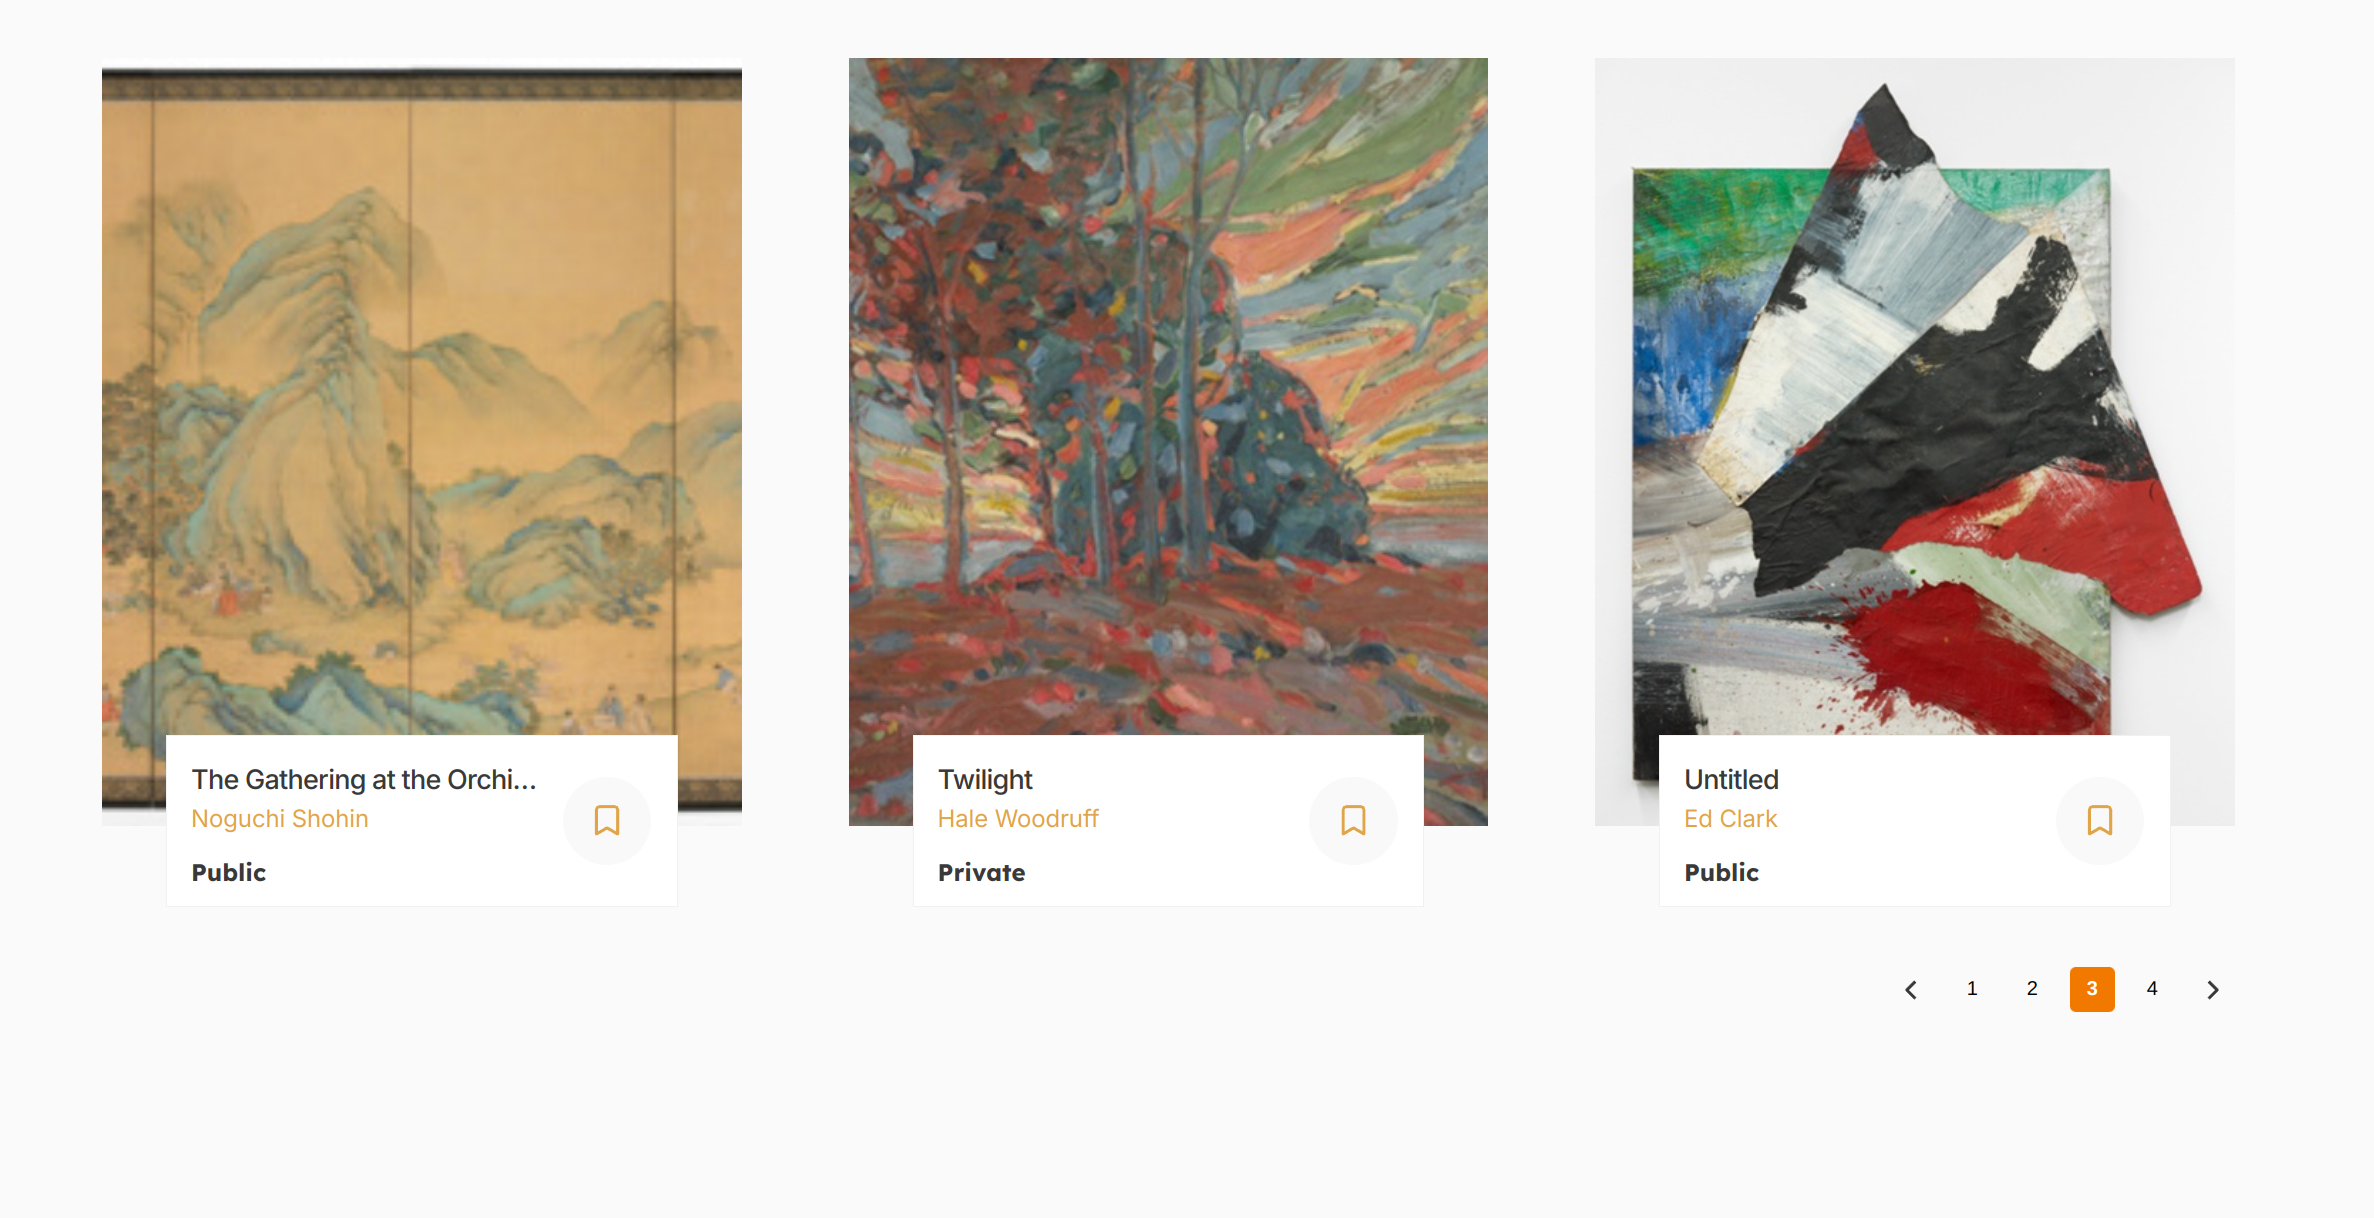 The Gathering at the Orchi...
Noguchi Shohin
Public
Twilight
Hale Woodruff
Private
Untitled
Ed Clark
Public
1 2 3 4